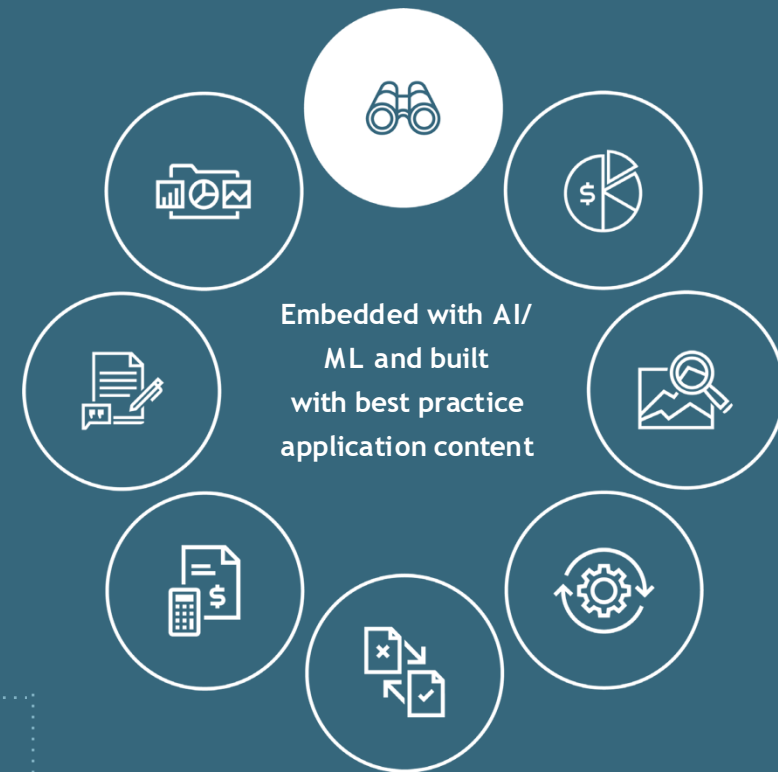 Embedded with AI/
ML and built
with best practice
application content